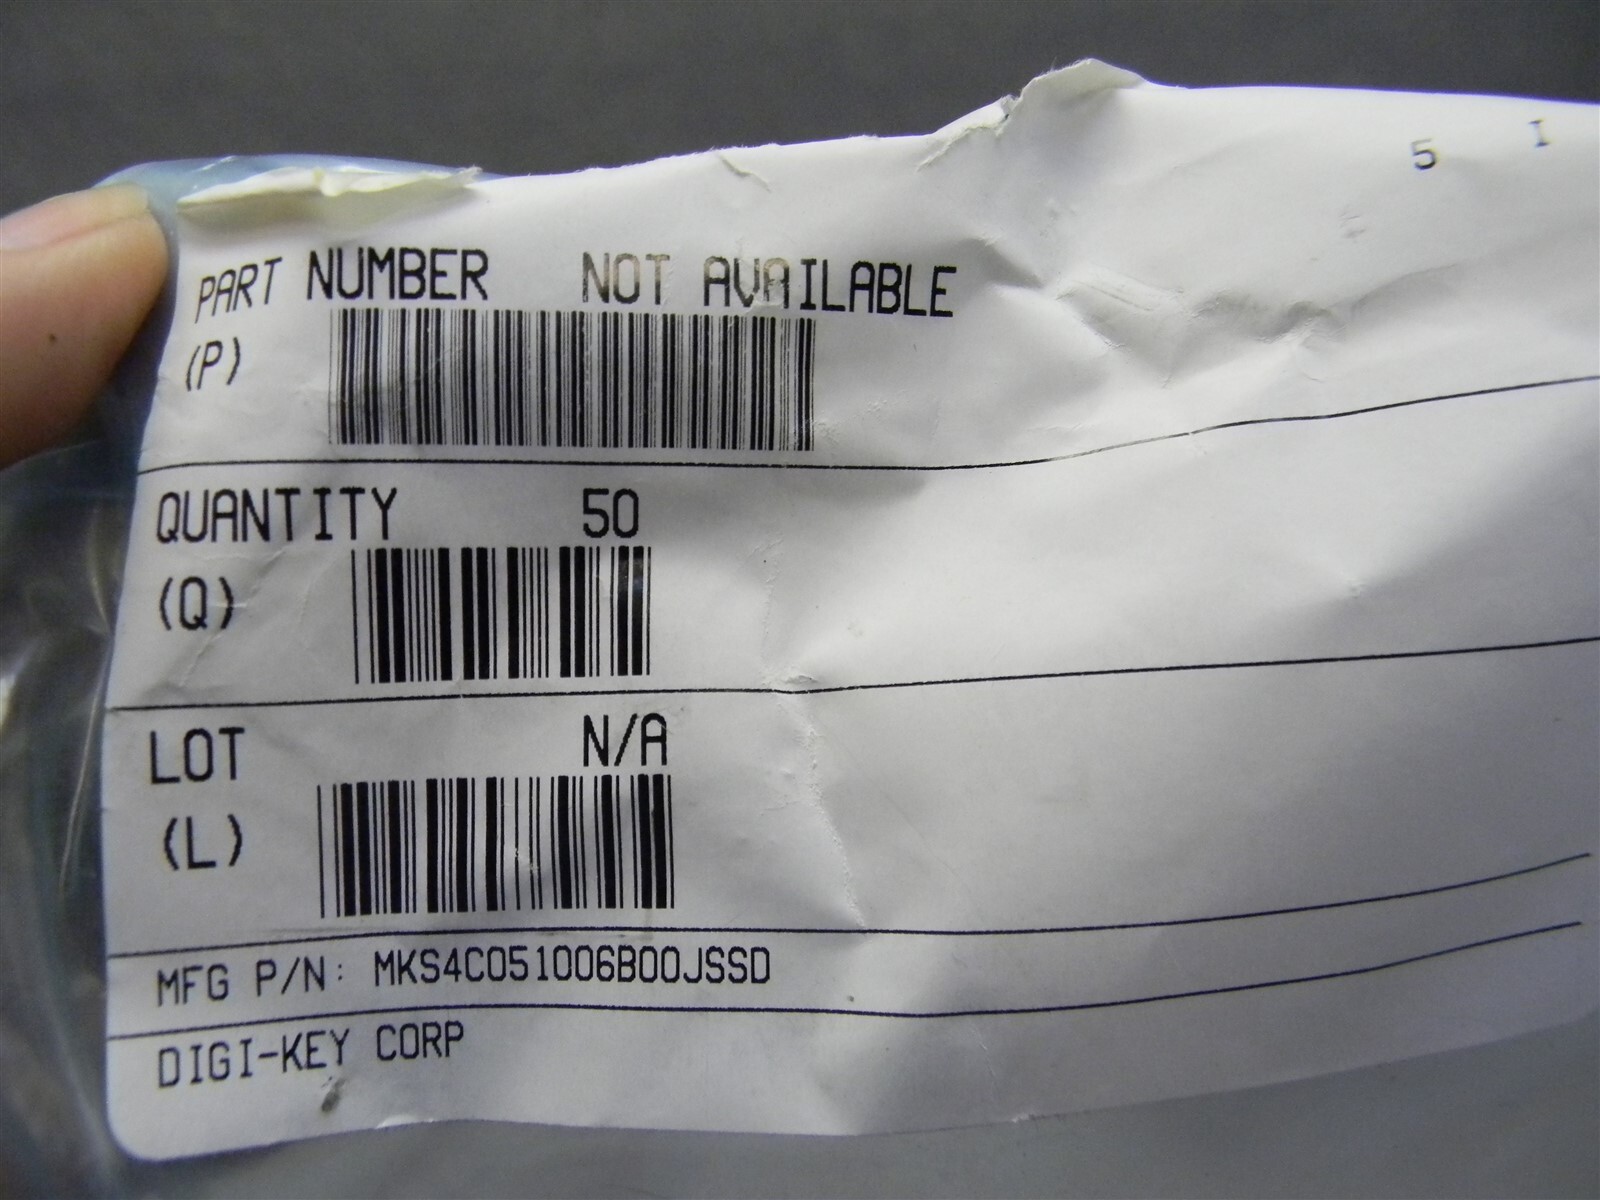 5 I
PART NUMBER NOT AVAILABLE
(P)
QUANTITY 50
(Q)
LOT N/A
(L)
MFG P/N: MKS4C051006B00JSSD
DIGI-KEY CORP